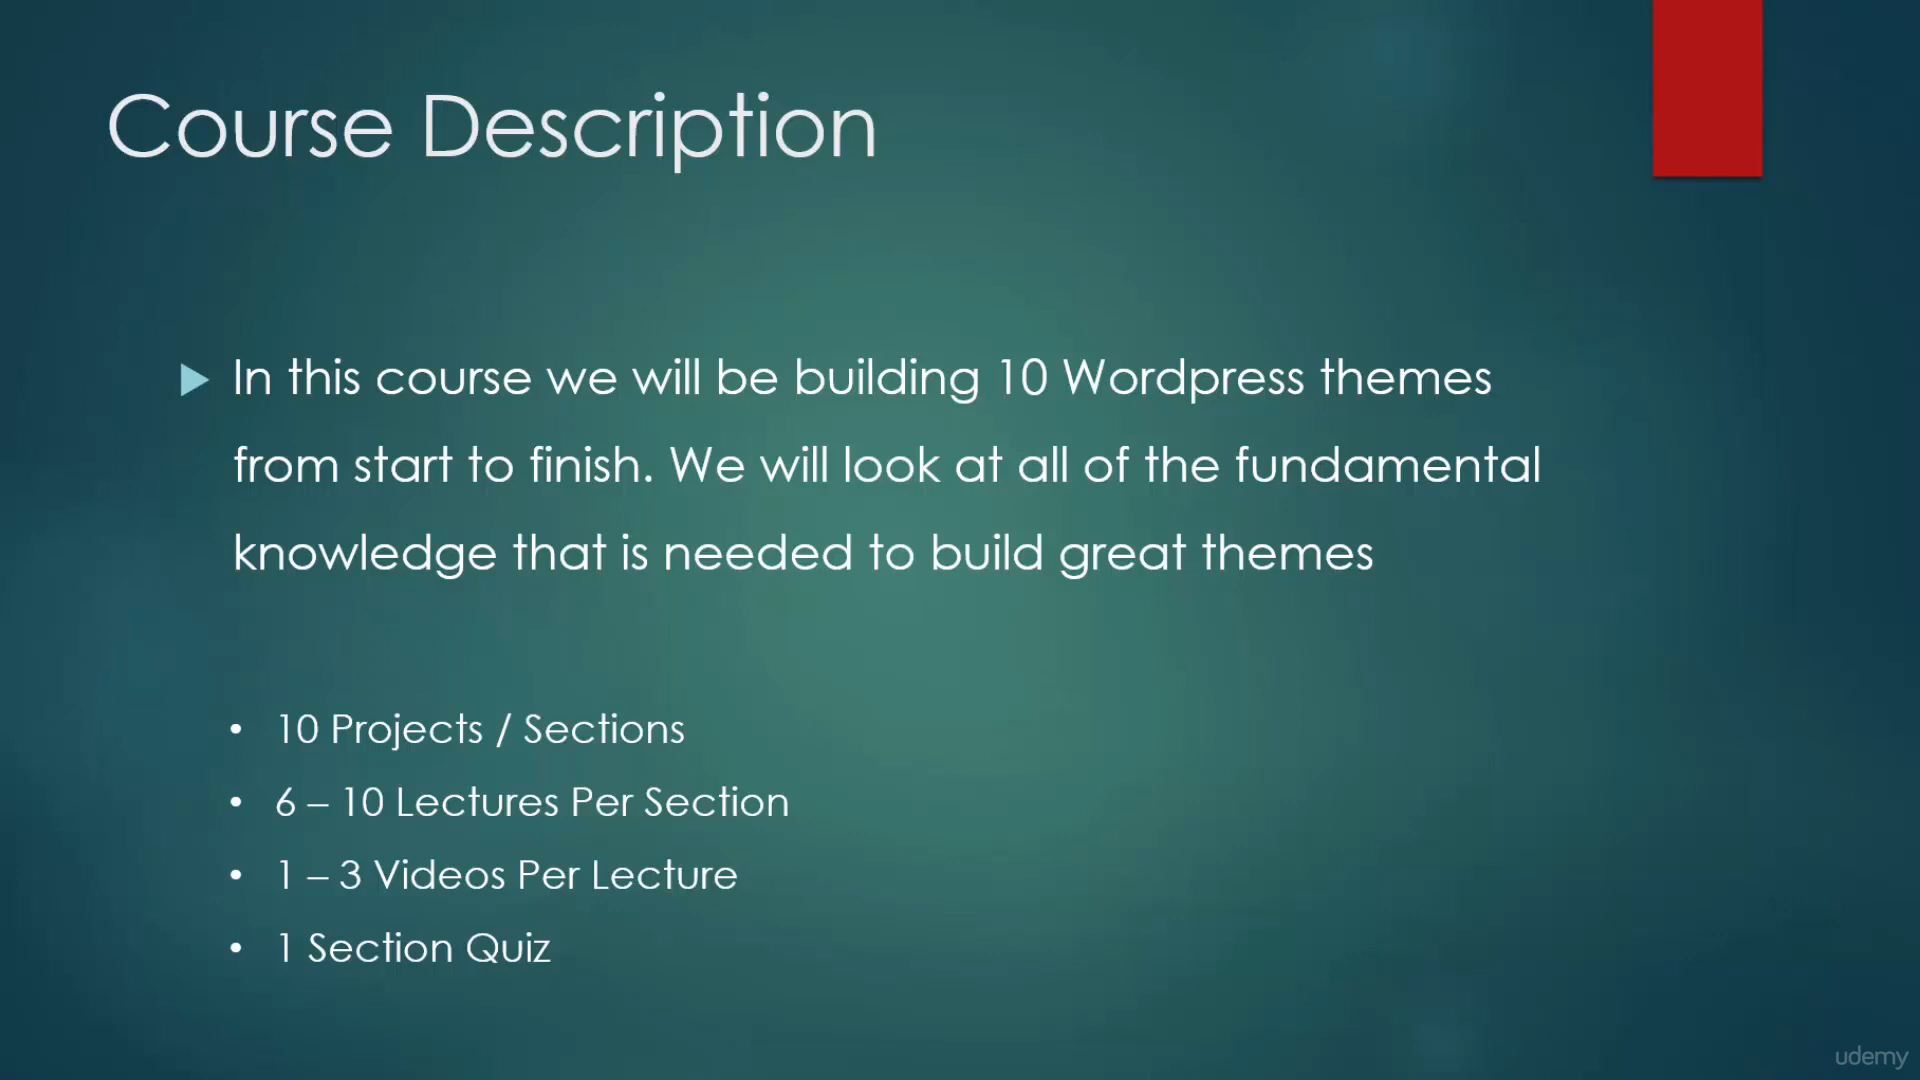 Course Description
In this course we will be building 10 Wordpress themes
from start to finish. We will look at all of the fundamental
knowledge that is needed to build great themes
• 10 Projects / Sections
• 6 – 10 Lectures Per Section
• 1 – 3 Videos Per Lecture
• 1 Section Quiz
udemy